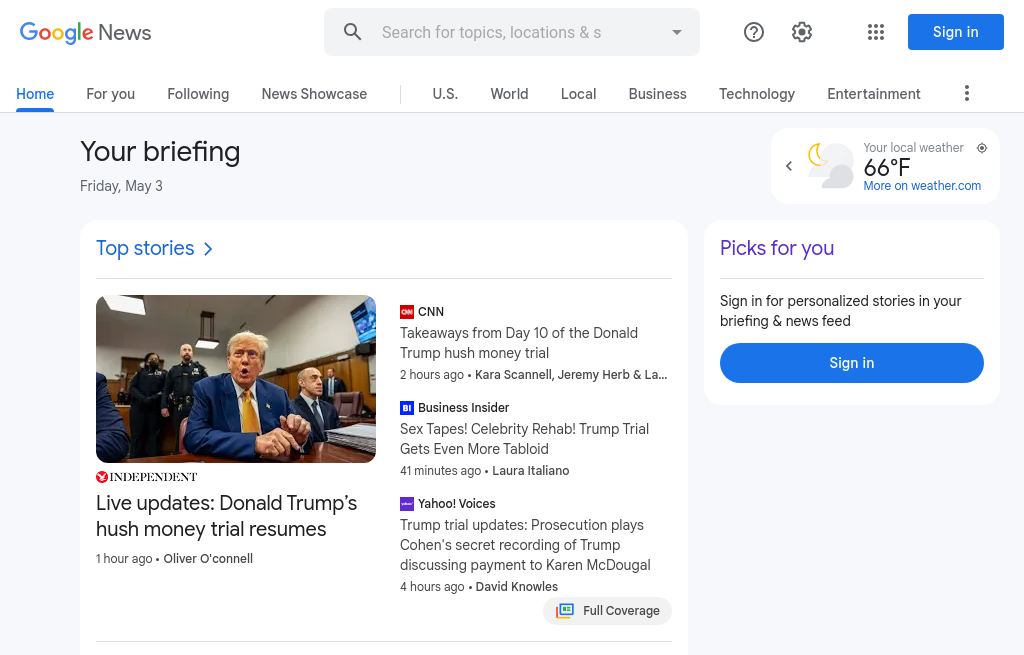 Google News
Search for topics, locations & s
Sign in
Home
For you
Following
News Showcase
U.S.
World
Local
Business
Technology
Entertainment
Your briefing
Friday, May 3
Your local weather
66°F
More on weather.com
Top stories
INDEPENDENT
Live updates: Donald Trump’s
hush money trial resumes
1 hour ago • Oliver O'connell
CNN
CNN
Takeaways from Day 10 of the Donald
Trump hush money trial
2 hours ago • Kara Scannell, Jeremy Herb & La...
BI
Business Insider
Sex Tapes! Celebrity Rehab! Trump Trial
Gets Even More Tabloid
41 minutes ago • Laura Italiano
yahoo!
Yahoo! Voices
Trump trial updates: Prosecution plays
Cohen's secret recording of Trump
discussing payment to Karen McDougal
4 hours ago • David Knowles
Full Coverage
Picks for you
Sign in for personalized stories in your
briefing & news feed
Sign in